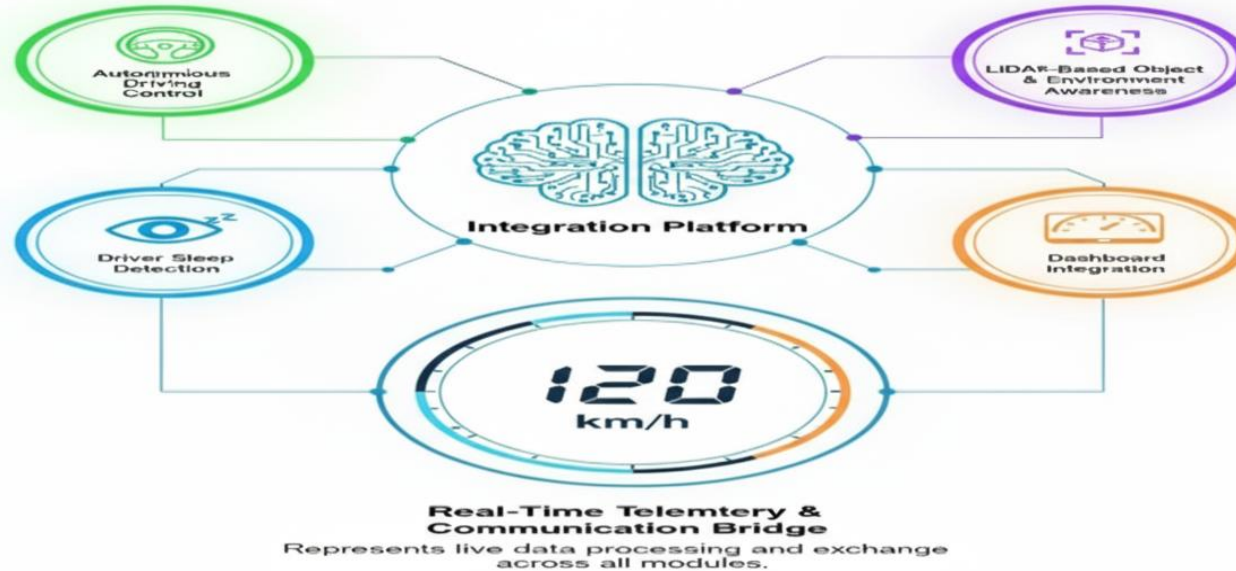 Autonmious
Driving
Control
LIDAR-Based Object
& Environment
Awareness
Integration Platform
zz
Driver Sleep
Detection
Dashboard
Integration
120
km/h
Real-Time Telemtery &
Communication Bridge
Represents live data processing and exchange
across all modules.